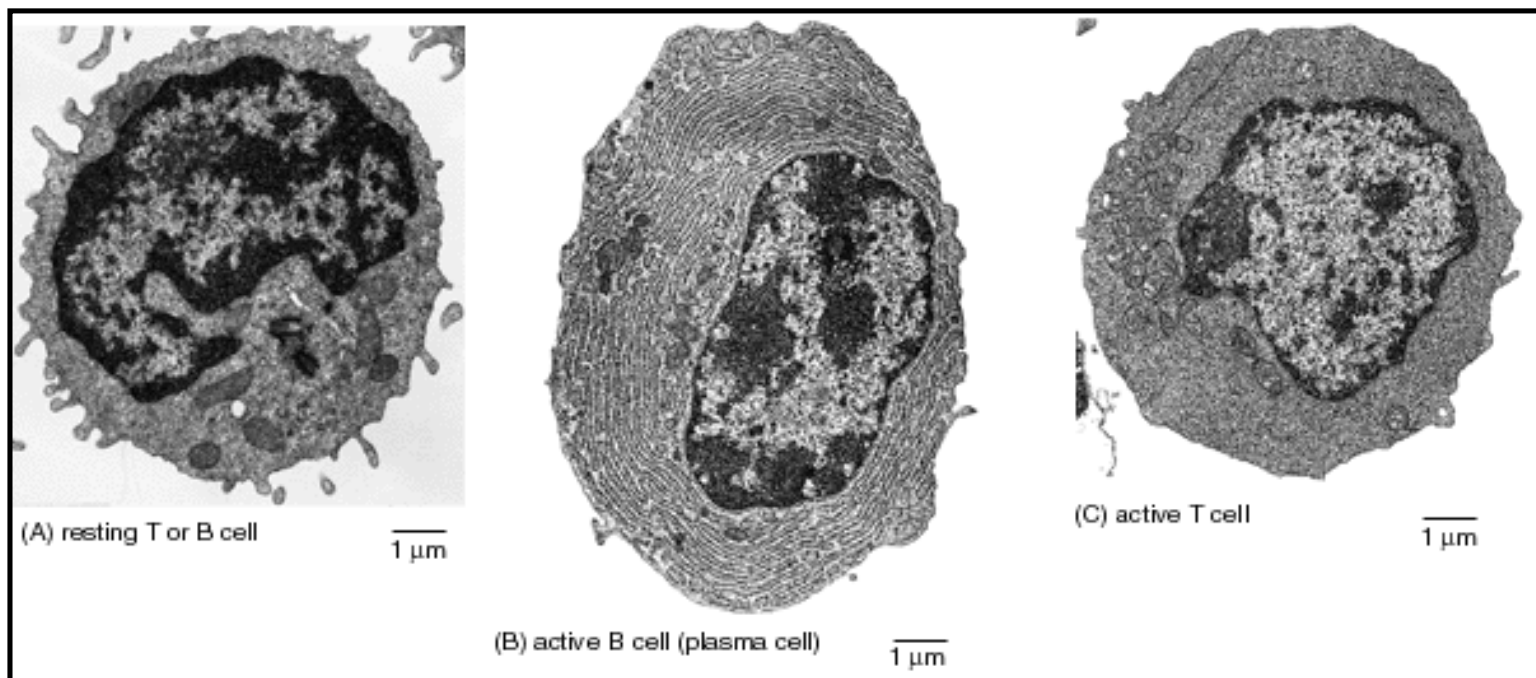 (A) resting T or B cell
1 μm
(B) active B cell (plasma cell)
1 μm
(C) active T cell
1 μm